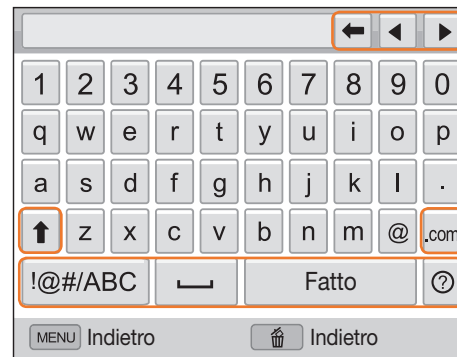 1 2 3 4 5 6 7 8 9 0
q w e r t y u i o p
a s d f g h j k l .
z x c v b n m @ .com
!@#/ABC Fatto ?
MENU Indietro Indietro